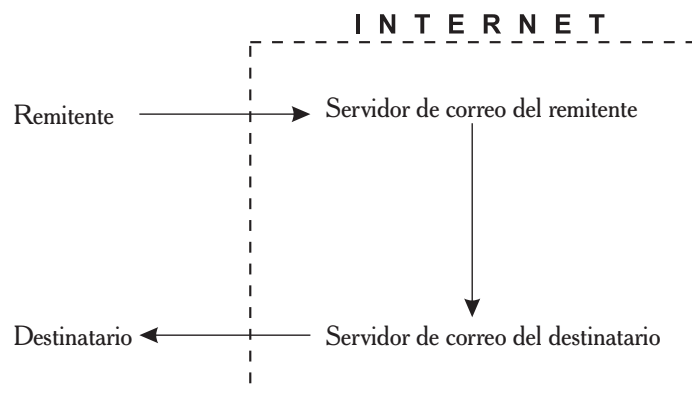 INTERNET
Remitente
Servidor de correo del remitente
Destinatario
Servidor de correo del destinatario